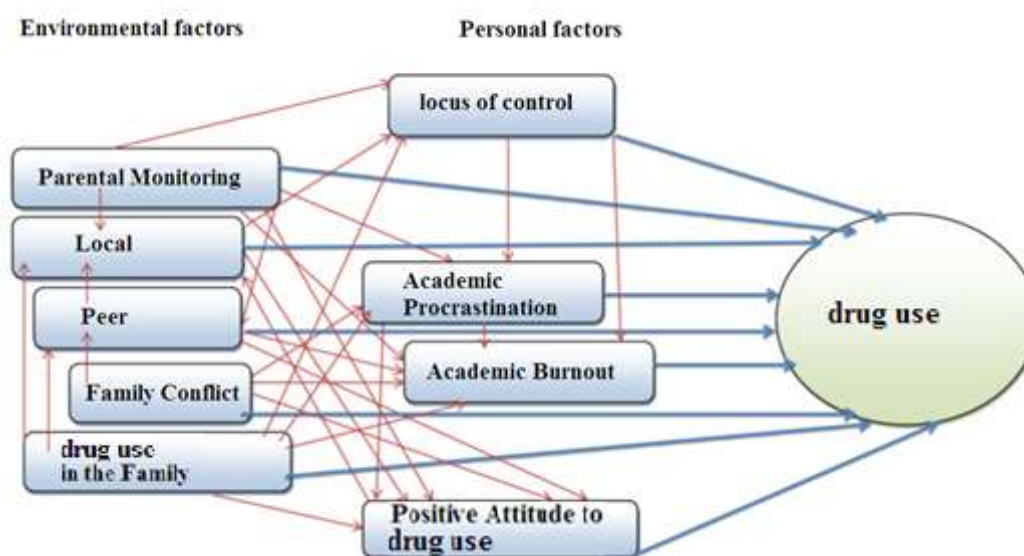 Environmental factors
Personal factors
locus of control
Parental Monitoring
Local
Academic
Procrastination
Peer
drug use
Academic Burnout
Family Conflict
drug use
in the Family
Positive Attitude to
drug use